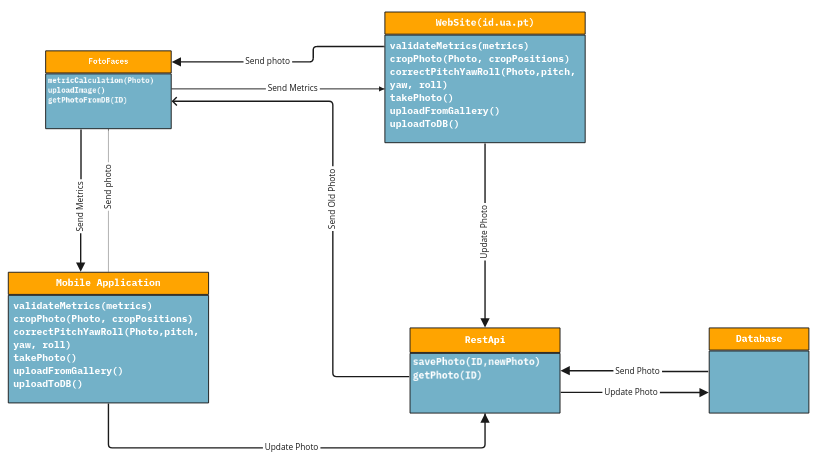 WebSite(id.ua.pt)
validateMetrics(metrics)
cropPhoto(Photo, cropPositions)
correctPitchYawRoll(Photo,pitch,
yaw, roll)
takePhoto()
uploadFromGallery()
uploadToDB()
FotoFaces
metricCalculation(Photo)
uploadImage()
getPhotoFromDB(ID)
Send photo
Send Metrics
Send Old Photo
Send Metrics
Send photo
Update Photo
Mobile Application
validateMetrics(metrics)
cropPhoto(Photo, cropPositions)
correctPitchYawRoll(Photo,pitch,
yaw, roll)
takePhoto()
uploadFromGallery()
uploadToDB()
RestApi
savePhoto(ID,newPhoto)
getPhoto(ID)
Database
Send Photo
Update Photo
Update Photo